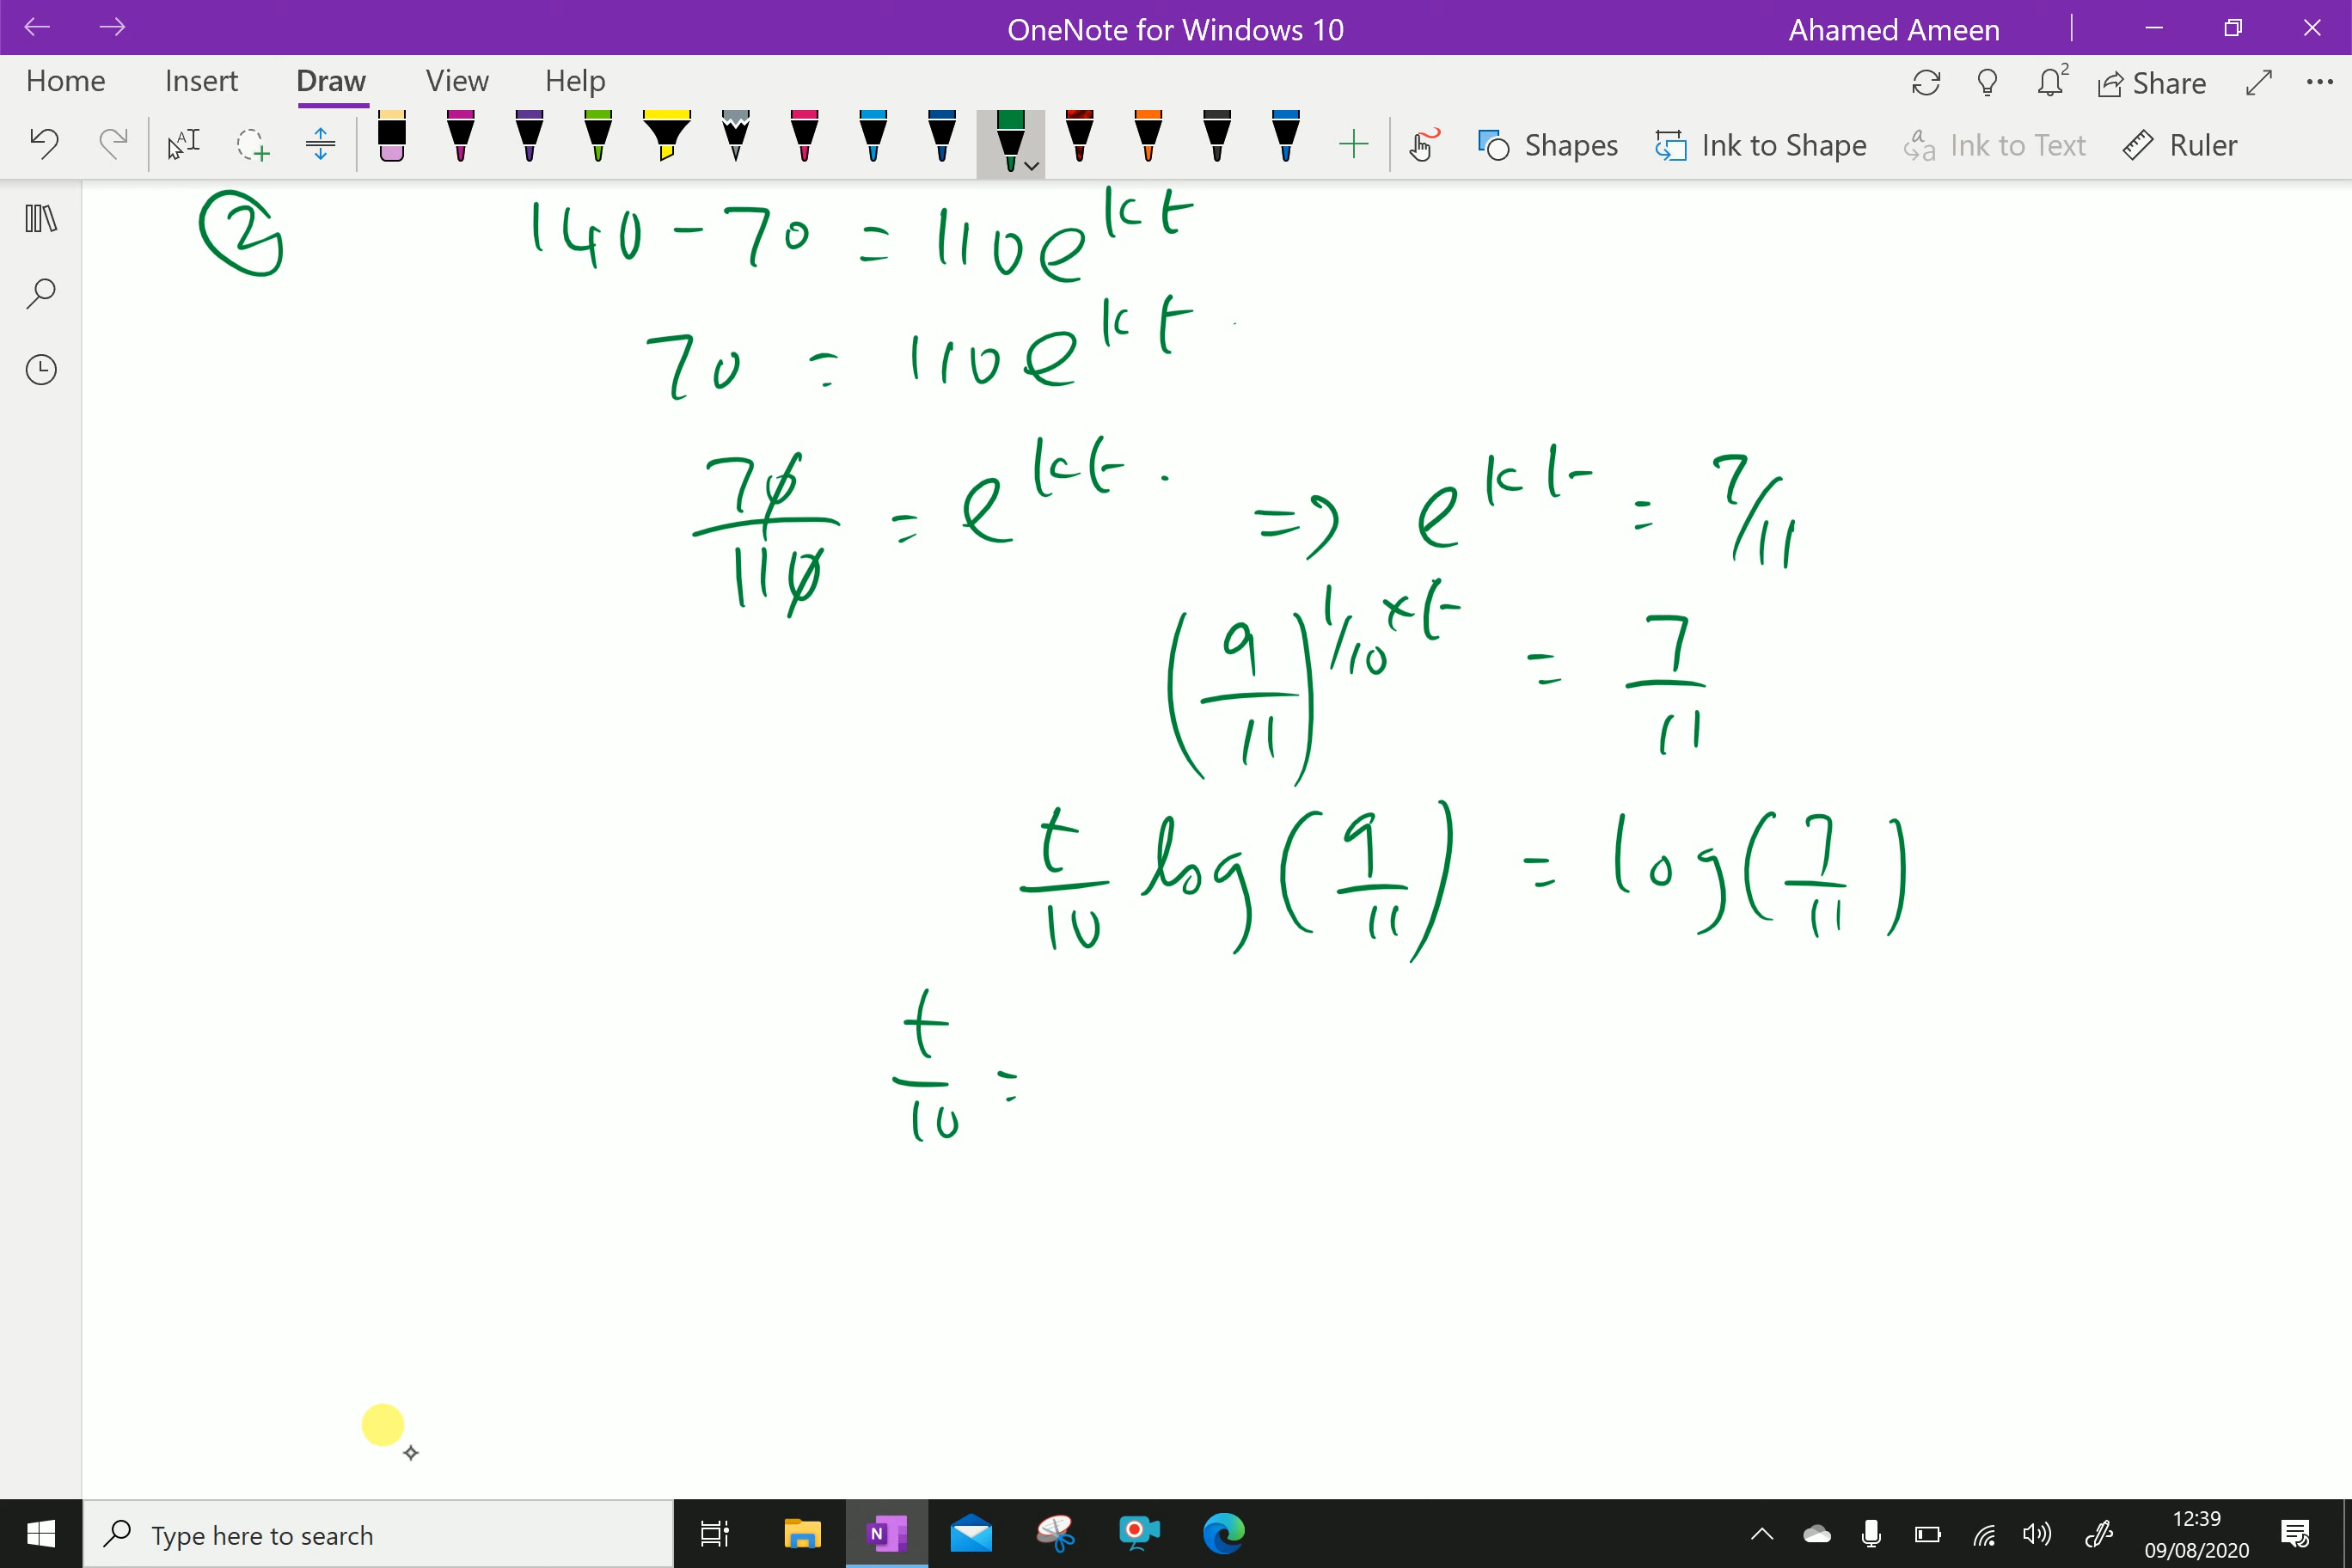 OneNote for Windows 10
Ahamed Ameen
Home Insert Draw View Help
2 Share
AI Shapes Ink to Shape Ink to Text Ruler
② 140 - 70 = 110e^kt
70 = 110e^kt.
70/110 = e^kt. => e^kt = 7/11
(9/11)^1/10 × t = 7/11
t/10 log(9/11) = log(7/11)
t/10 =
Type here to search
N
12:39
09/08/2020